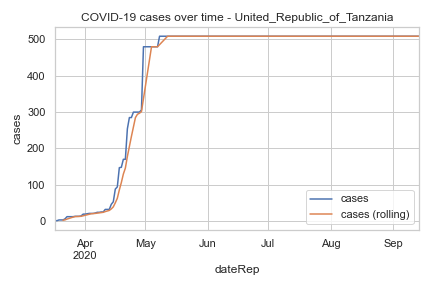 COVID-19 cases over time - United_Republic_of_Tanzania
500
400
300
200
100
0
cases
cases
cases (rolling)
Apr
2020
May
Jun
Jul
Aug
Sep
dateRep